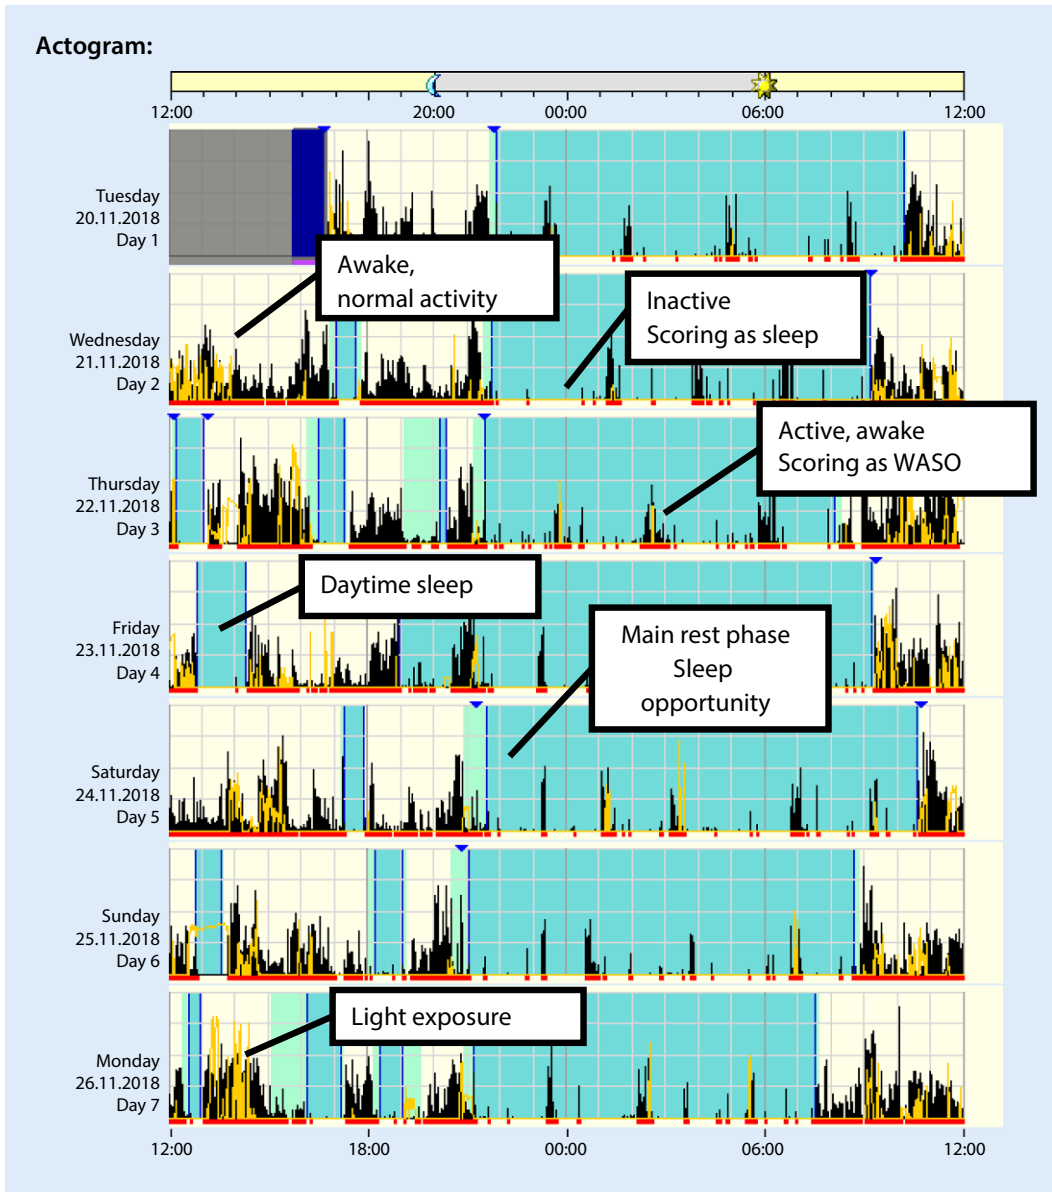 Actogram:
12:00 20:00 00:00 06:00 12:00
Tuesday
20.11.2018
Day 1
Awake,
normal activity
Inactive
Scoring as sleep
Wednesday
21.11.2018
Day 2
Active, awake
Scoring as WASO
Thursday
22.11.2018
Day 3
Daytime sleep
Main rest phase
Sleep
opportunity
Friday
23.11.2018
Day 4
Saturday
24.11.2018
Day 5
Sunday
25.11.2018
Day 6
Light exposure
Monday
26.11.2018
Day 7
12:00 18:00 00:00 06:00 12:00